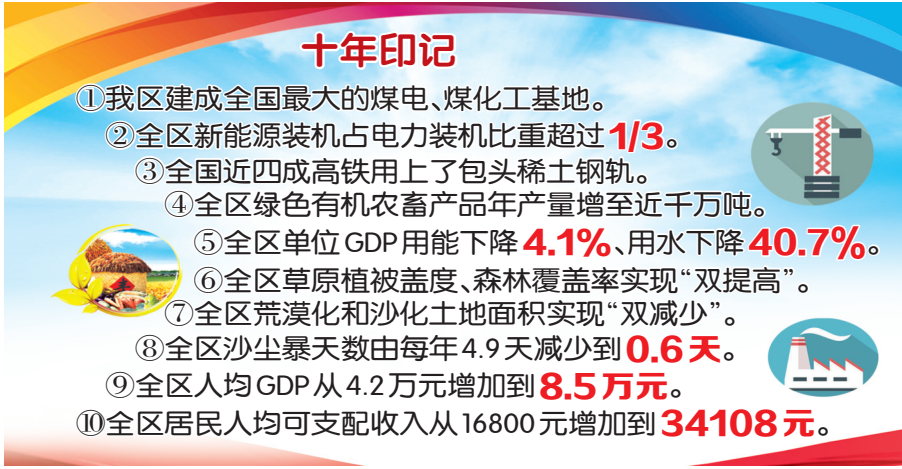 十年印记
①我区建成全国最大的煤电、煤化工基地。
②全区新能源装机占电力装机比重超过1/3。
③全国近四成高铁用上了包头稀土钢轨。
④全区绿色有机农畜产品年产量增至近千万吨。
⑤全区单位GDP用能下降4.1%、用水下降40.7%。
⑥全区草原植被盖度、森林覆盖率实现“双提高”。
⑦全区荒漠化和沙化土地面积实现“双减少”。
⑧全区沙尘暴天数由每年4.9天减少到0.6天。
⑨全区人均GDP从4.2万元增加到8.5万元。
⑩全区居民人均可支配收入从16800元增加到34108元。